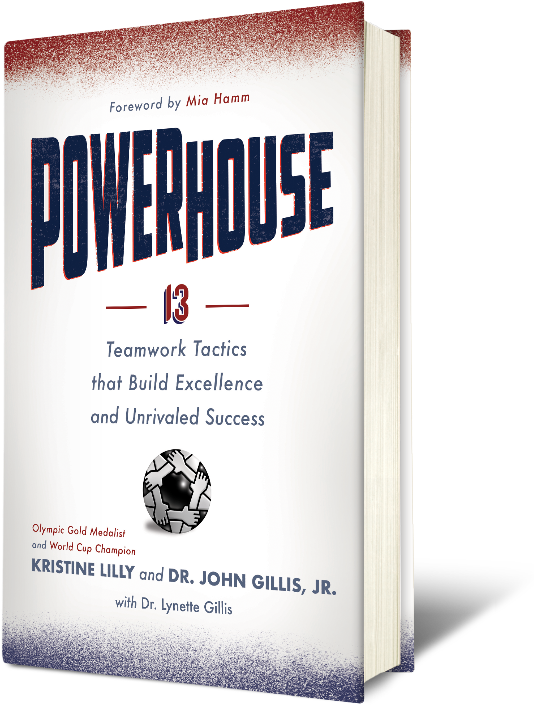 Foreword by Mia Hamm
POWERHOUSE
13
Teamwork Tactics
that Build Excellence
and Unrivaled Success
Olympic Gold Medalist
and World Cup Champion
KRISTINE LILLY and DR. JOHN GILLIS, JR.
with Dr. Lynette Gillis